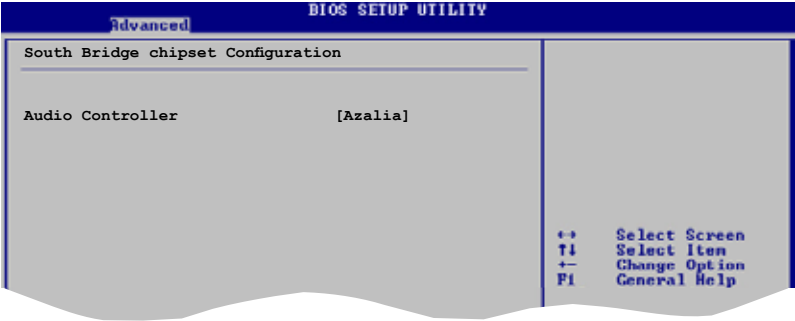 BIOS SETUP UTILITY
Advanced
South Bridge chipset Configuration
Audio Controller [Azalia]
←→ Select Screen
↑↓ Select Item
+- Change Option
F1 General Help